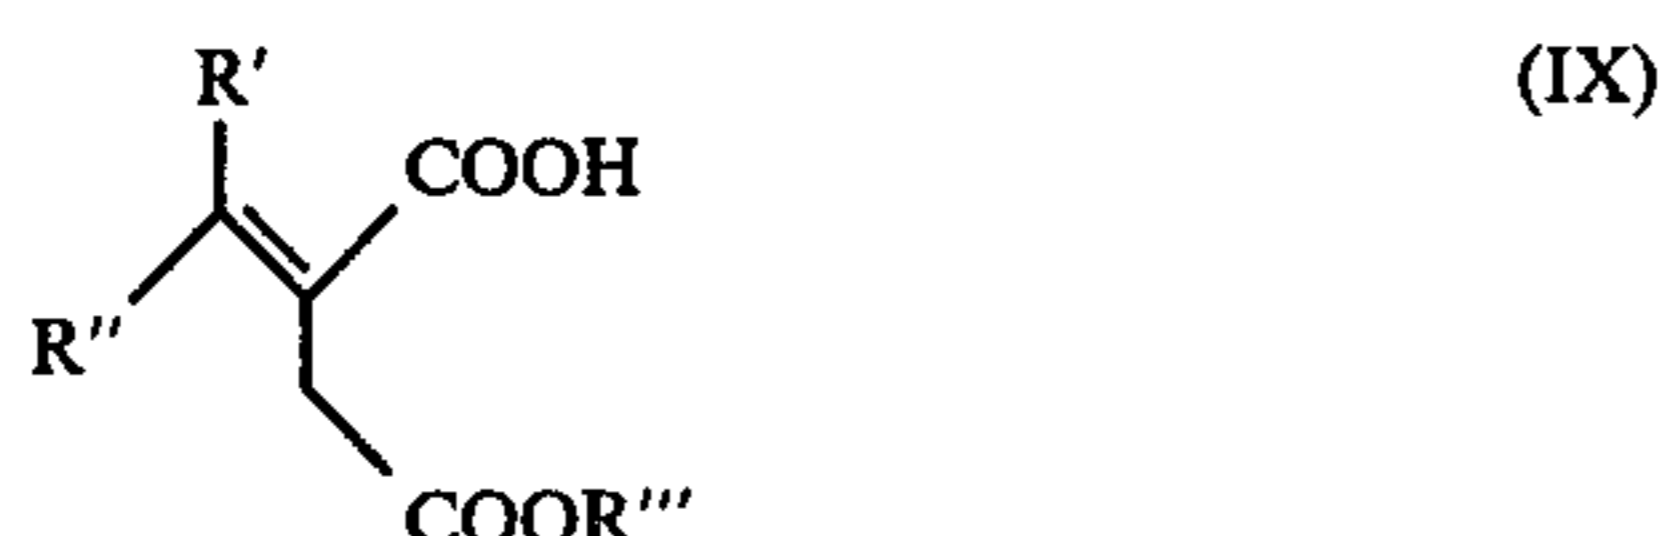 R′ (IX)
COOH
R″
COOR‴